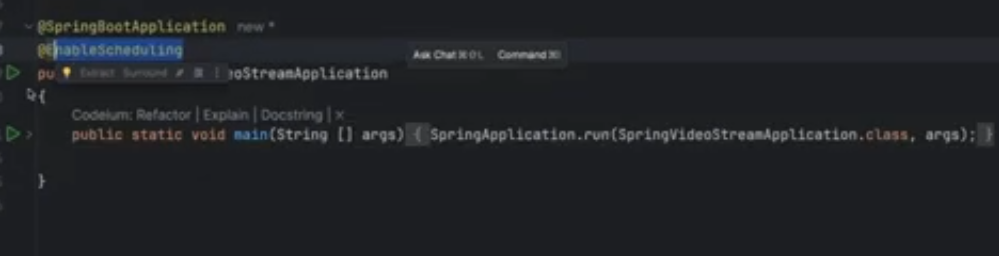 @SpringBootApplication new *
@EnableScheduling
Ask Chat ⌘⇧L Command ⌘I
pu Extract Surround eoStreamApplication
{
Codeium: Refactor | Explain | Docstring | ×
public static void main(String [] args) { SpringApplication.run(SpringVideoStreamApplication.class, args); }
}